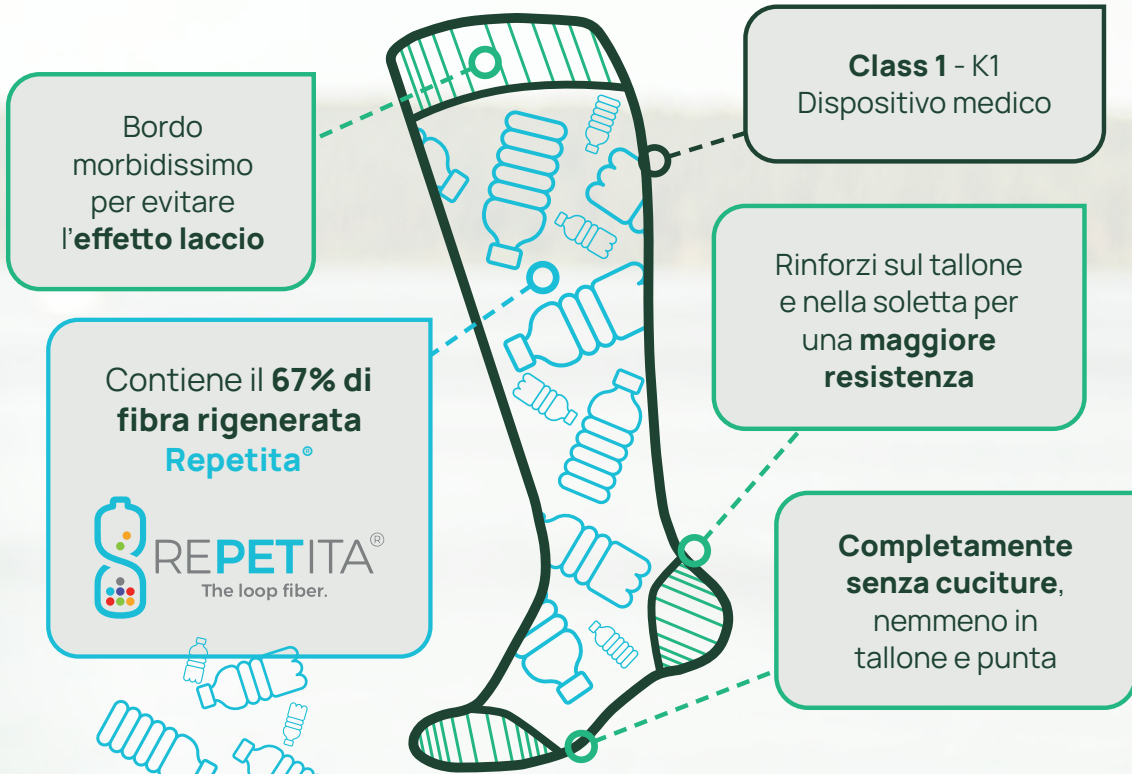 Bordo
morbidissimo
per evitare
l'effetto laccio
Class 1 - K1
Dispositivo medico
Rinforzi sul tallone
e nella soletta per
una maggiore
resistenza
Contiene il 67% di
fibra rigenerata
Repetita®
REPETITA®
The loop fiber.
Completamente
senza cuciture,
nemmeno in
tallone e punta